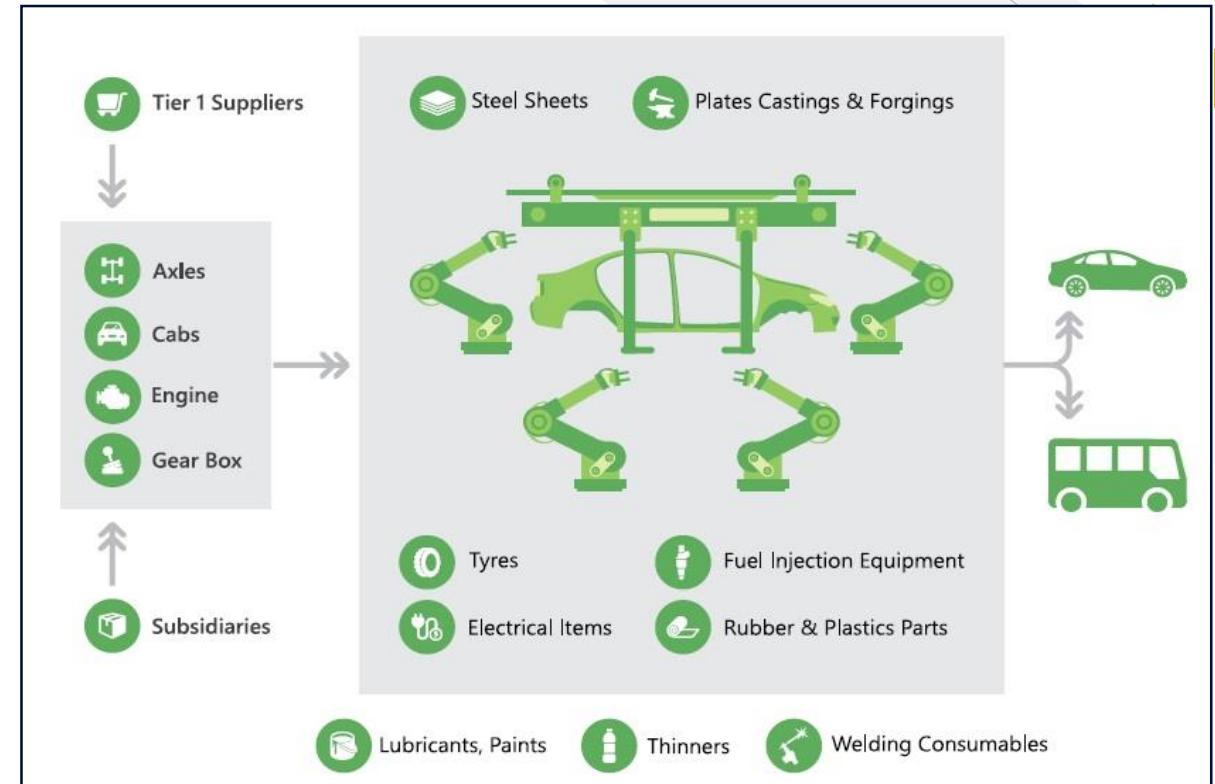 Tier 1 Suppliers
Steel Sheets
Plates Castings & Forgings
Axles
Cabs
Engine
Gear Box
Subsidiaries
Tyres
Fuel Injection Equipment
Electrical Items
Rubber & Plastics Parts
Lubricants, Paints
Thinners
Welding Consumables